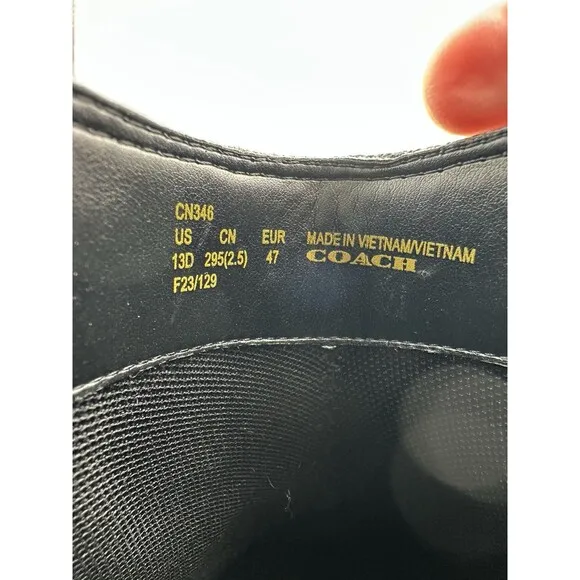 CN346
US CN EUR
13D 295(2.5) 47
F23/129
MADE IN VIETNAM/VIETNAM
COACH